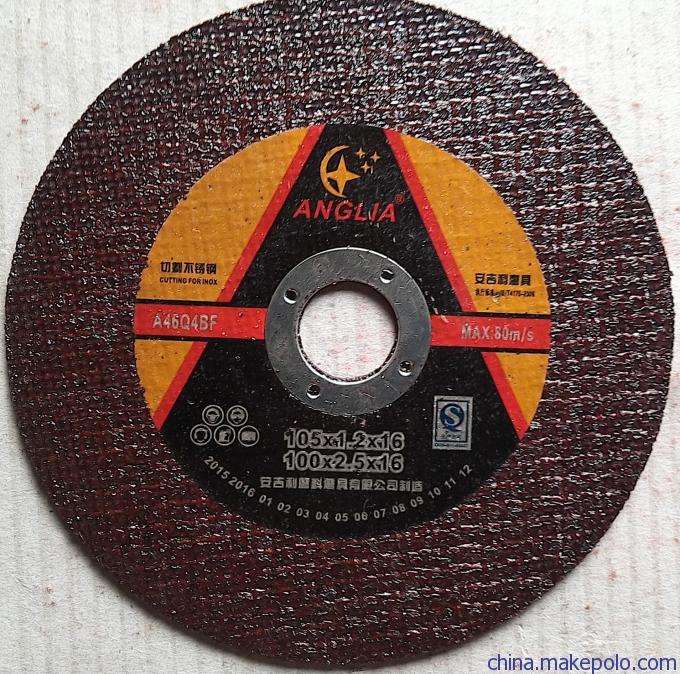 ANGLIA®
切割不锈钢
CUTTING FOR INOX
安吉利磨具
A46Q4BF
MAX:80m/s
105x1.2x16
100x2.5x16
安吉利磨料磨具有限公司制造
2015 2016 01 02 03 04 05 06 07 08 09 10 11 12
china.makepolo.com